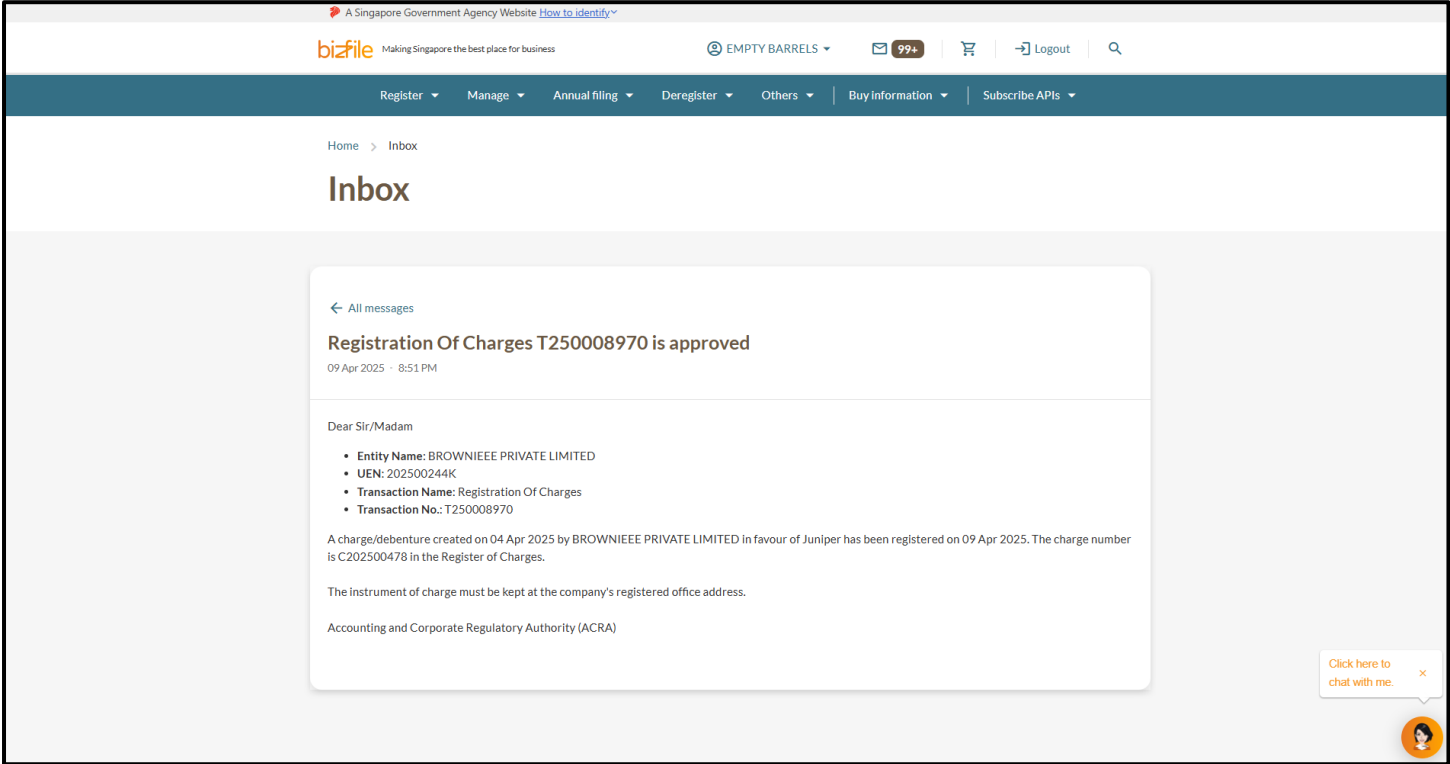 A Singapore Government Agency Website How to identify
bizfile Making Singapore the best place for business EMPTY BARRELS 99+ Logout
Register Manage Annual filing Deregister Others Buy information Subscribe APIs
Home > Inbox
Inbox
All messages
Registration Of Charges T250008970 is approved
09 Apr 2025 · 8:51 PM
Dear Sir/Madam
• Entity Name: BROWNIEEE PRIVATE LIMITED
• UEN: 202500244K
• Transaction Name: Registration Of Charges
• Transaction No.: T250008970
A charge/debenture created on 04 Apr 2025 by BROWNIEEE PRIVATE LIMITED in favour of Juniper has been registered on 09 Apr 2025. The charge number
is C202500478 in the Register of Charges.
The instrument of charge must be kept at the company's registered office address.
Accounting and Corporate Regulatory Authority (ACRA)
Click here to
chat with me.